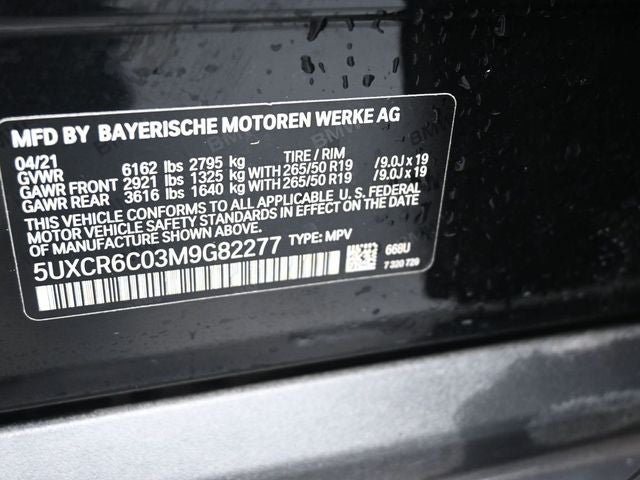 MFD BY BAYERISCHE MOTOREN WERKE AG
04/21 TIRE / RIM
GVWR 6162 lbs 2795 kg
GAWR FRONT 2921 lbs 1325 kg WITH 265/50 R19 /9.0J x 19
GAWR REAR 3616 lbs 1640 kg WITH 265/50 R19 /9.0J x 19
THIS VEHICLE CONFORMS TO ALL APPLICABLE U. S. FEDERAL
MOTOR VEHICLE SAFETY STANDARDS IN EFFECT ON THE DATE
OF MANUFACTURE SHOWN ABOVE.
5UXCR6C03M9G82277 TYPE: MPV
668U
7 320 729